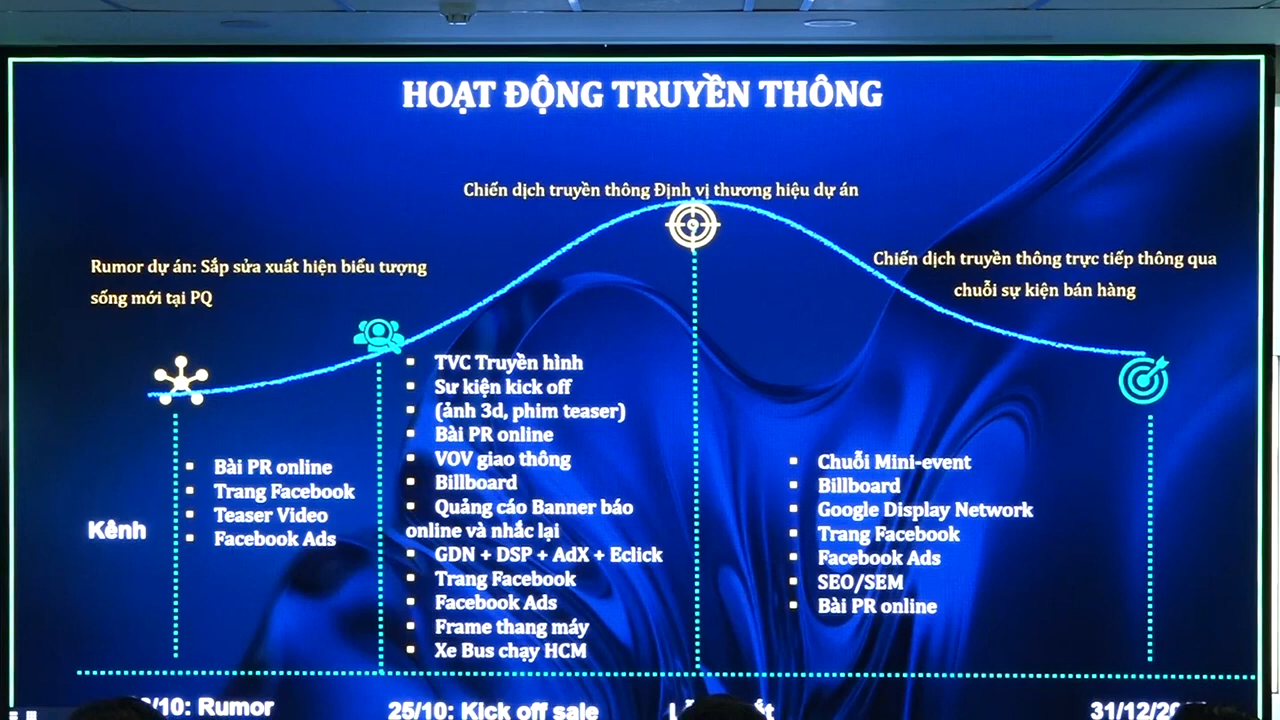 HOẠT ĐỘNG TRUYỀN THÔNG
Chiến dịch truyền thông Định vị thương hiệu dự án
Rumor dự án: Sắp sửa xuất hiện biểu tượng
sống mới tại PQ
Chiến dịch truyền thông trực tiếp thông qua
chuỗi sự kiện bán hàng
Kênh
Bài PR online
Trang Facebook
Teaser Video
Facebook Ads
TVC Truyền hình
Sự kiện kick off
(ảnh 3d, phim teaser)
Bài PR online
VOV giao thông
Billboard
Quảng cáo Banner báo
online và nhắc lại
GDN + DSP + AdX + Eclick
Trang Facebook
Facebook Ads
Frame thang máy
Xe Bus chạy HCM
Chuỗi Mini-event
Billboard
Google Display Network
Trang Facebook
Facebook Ads
SEO/SEM
Bài PR online
/10: Rumor
25/10: Kick off sale
31/12/20